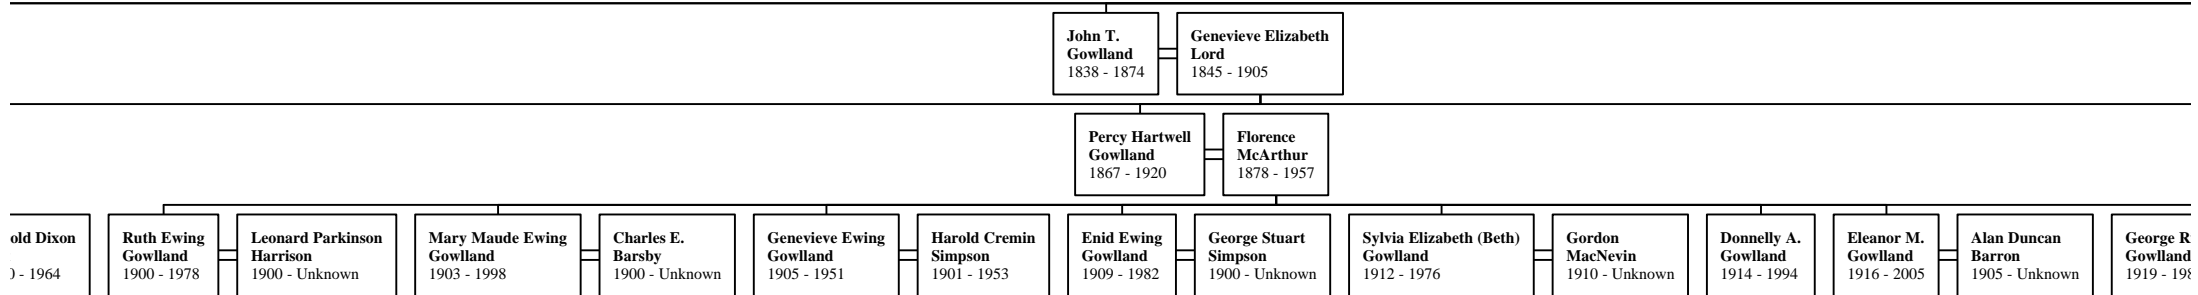 John T.
Gowlland
1838 - 1874
Genevieve Elizabeth
Lord
1845 - 1905
Percy Hartwell
Gowlland
1867 - 1920
Florence
McArthur
1878 - 1957
old Dixon
0 - 1964
Ruth Ewing
Gowlland
1900 - 1978
Leonard Parkinson
Harrison
1900 - Unknown
Mary Maude Ewing
Gowlland
1903 - 1998
Charles E.
Barsby
1900 - Unknown
Genevieve Ewing
Gowlland
1905 - 1951
Harold Cremin
Simpson
1901 - 1953
Enid Ewing
Gowlland
1909 - 1982
George Stuart
Simpson
1900 - Unknown
Sylvia Elizabeth (Beth)
Gowlland
1912 - 1976
Gordon
MacNevin
1910 - Unknown
Donnelly A.
Gowlland
1914 - 1994
Eleanor M.
Gowlland
1916 - 2005
Alan Duncan
Barron
1905 - Unknown
George R
Gowlland
1919 - 198